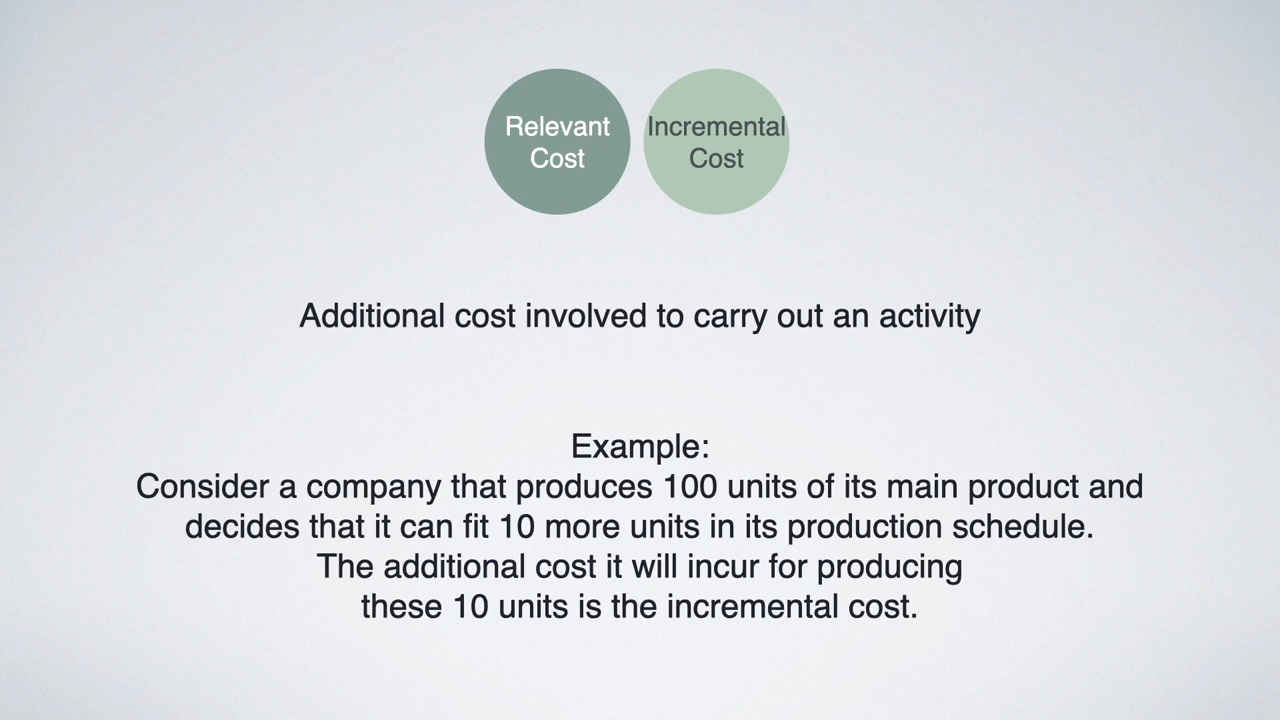 Relevant
Cost
Incremental
Cost
Additional cost involved to carry out an activity
Example:
Consider a company that produces 100 units of its main product and
decides that it can fit 10 more units in its production schedule.
The additional cost it will incur for producing
these 10 units is the incremental cost.